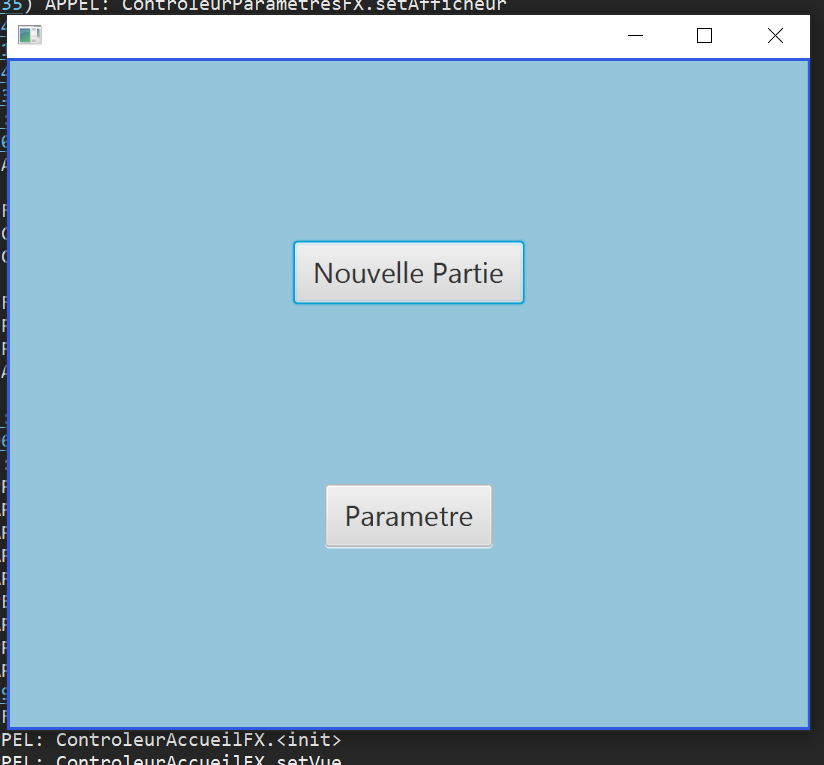 35) APPEL: ControleurParametresFX.setAfficheur
Nouvelle Partie
Parametre
PEL: ControleurAccueilFX.<init>
PEL: ControleurAccueilFX.setVue